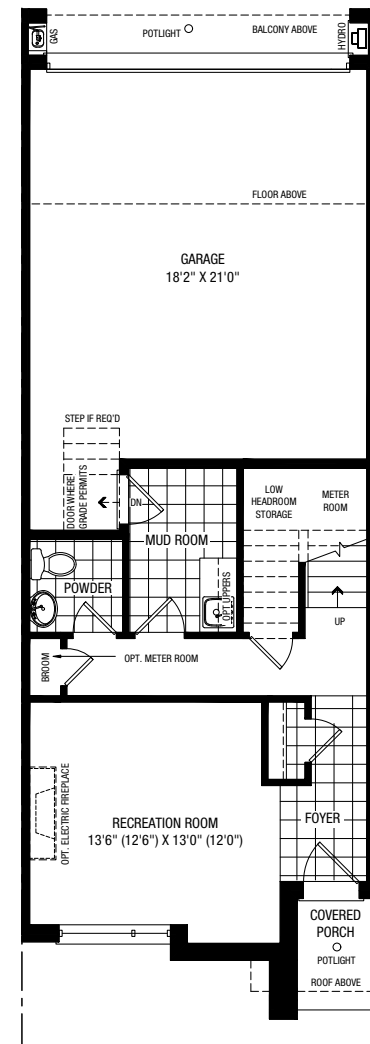 GAS
POTLIGHT
BALCONY ABOVE
HYDRO
FLOOR ABOVE
GARAGE
18'2" X 21'0"
STEP IF REQ'D
DOOR WHERE
GRADE PERMITS
DN
LOW
HEADROOM
STORAGE
METER
ROOM
MUD ROOM
OPT. UPPERS
POWDER
UP
BROOM
OPT. METER ROOM
OPT. ELECTRIC FIREPLACE
RECREATION ROOM
13'6" (12'6") X 13'0" (12'0")
FOYER
COVERED
PORCH
POTLIGHT
ROOF ABOVE